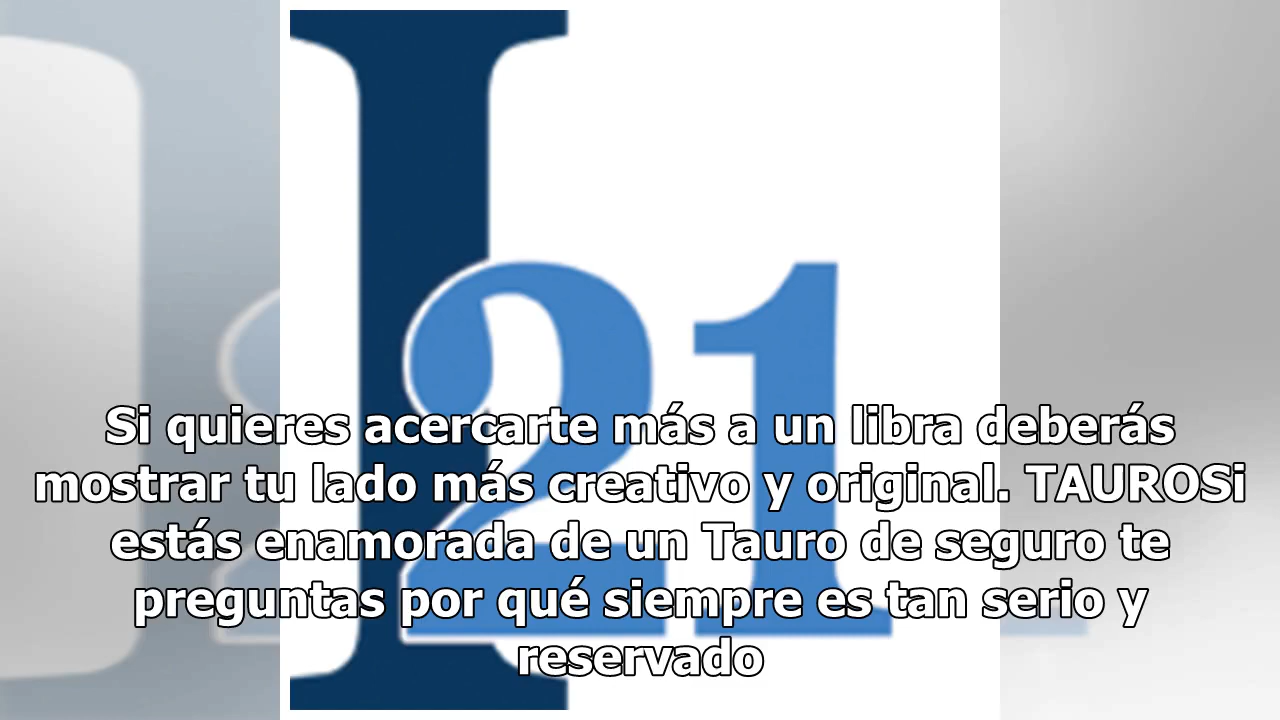 I
21
Si quieres acercarte más a un libra deberás
mostrar tu lado más creativo y original. TAUROSi
estás enamorada de un Tauro de seguro te
preguntas por qué siempre es tan serio y
reservado